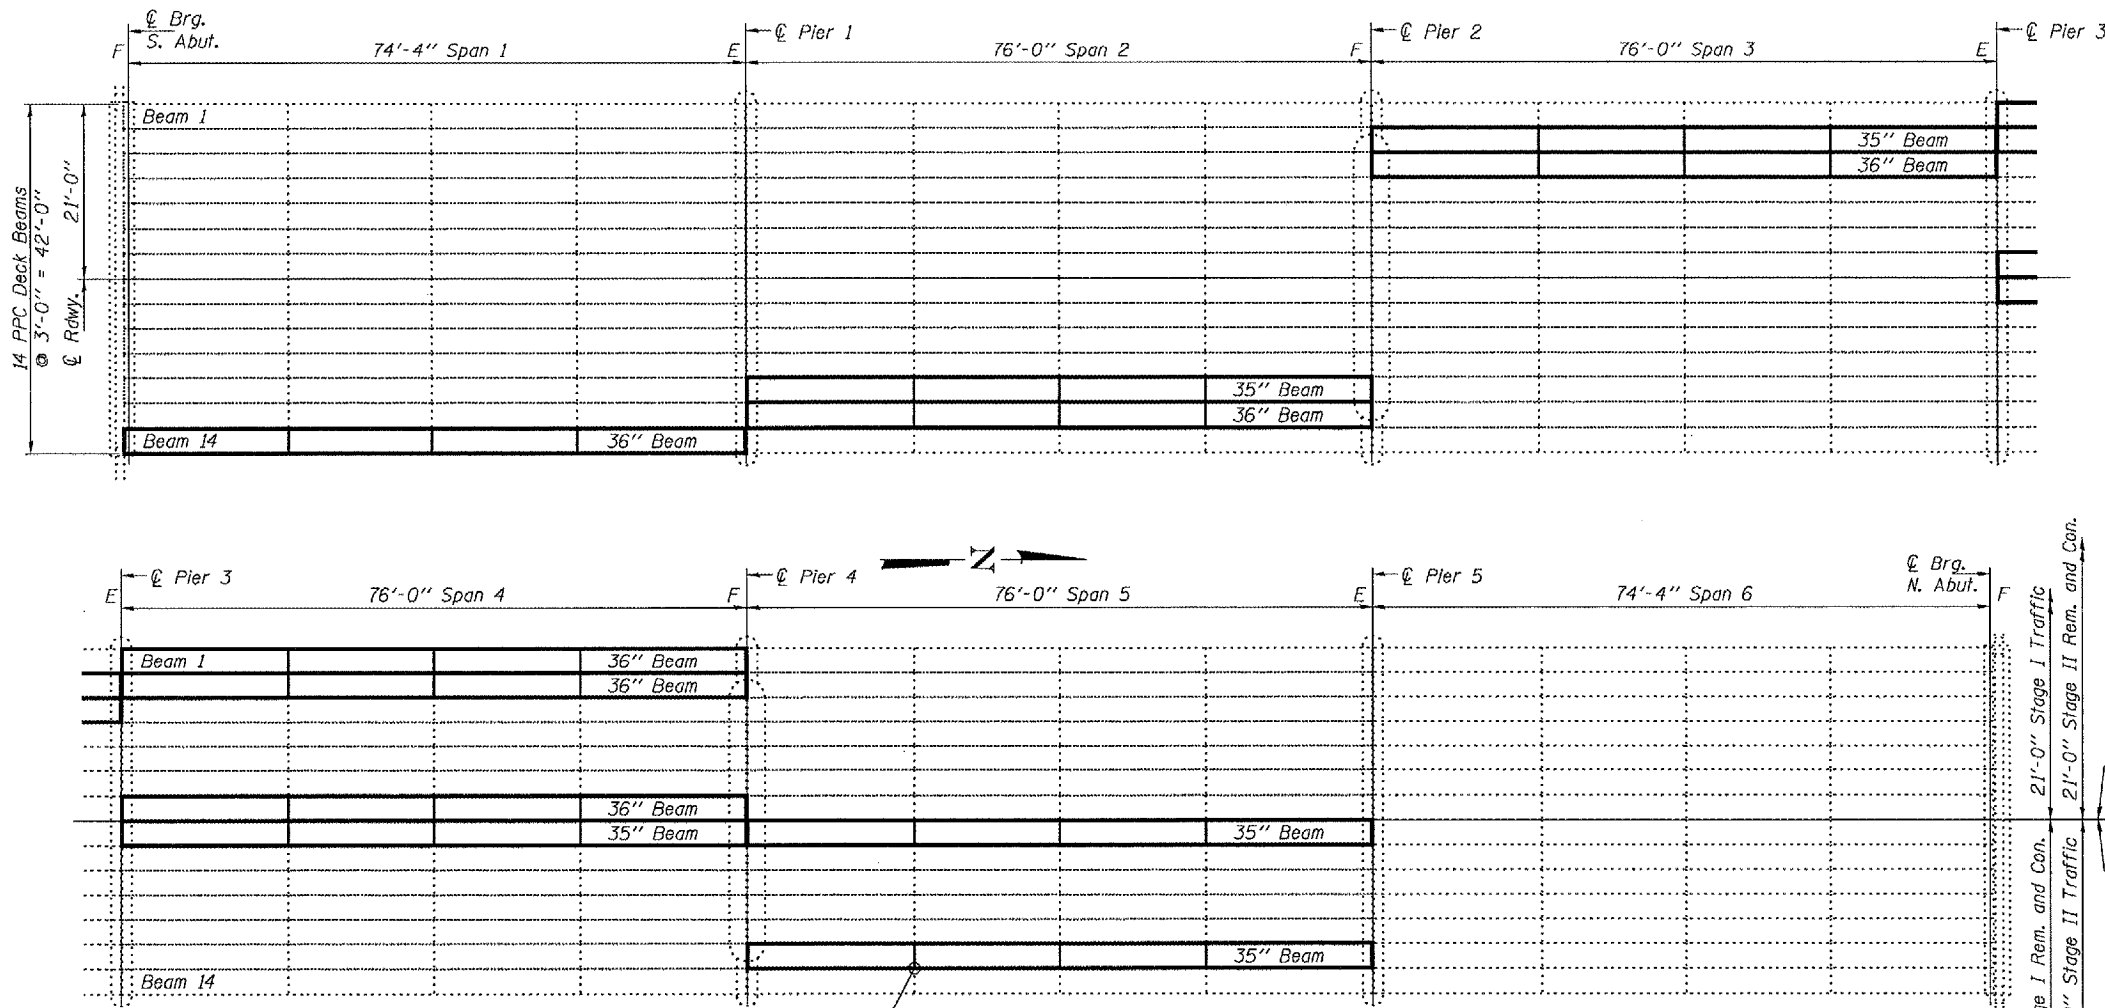 ℄ Brg.
S. Abut.
℄ Pier 1
℄ Pier 2
℄ Pier 3
F
74'-4" Span 1
E
76'-0" Span 2
F
76'-0" Span 3
E
14 PPC Deck Beams
@ 3'-0" = 42'-0"
21'-0"
℄ Rdwy.
Beam 1
35" Beam
36" Beam
35" Beam
36" Beam
Beam 14
36" Beam
N
℄ Pier 3
℄ Pier 4
℄ Pier 5
℄ Brg.
N. Abut.
E
76'-0" Span 4
F
76'-0" Span 5
E
74'-4" Span 6
F
Beam 1
36" Beam
36" Beam
36" Beam
35" Beam
35" Beam
35" Beam
Beam 14
21'-0" Stage I Traffic
21'-0" Stage II Rem. and Con.
I Rem. and Con.
Stage II Traffic